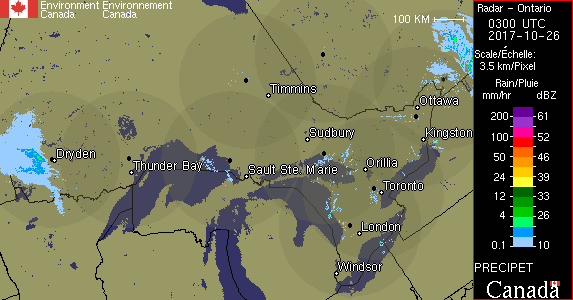 Environment Environnement
Canada Canada
100 KM
Timmins
Ottawa
Sudbury
Kingston
Dryden
Thunder Bay
Sault Ste. Marie
Orillia
Toronto
London
Windsor
Radar - Ontario
0300 UTC
2017-10-26
Scale/Échelle:
3.5 km/Pixel
Rain/Pluie
mm/hr dBZ
200 61
100 52
50 46
24 39
12 33
4 26
0.1 10
PRECIPET
Canada